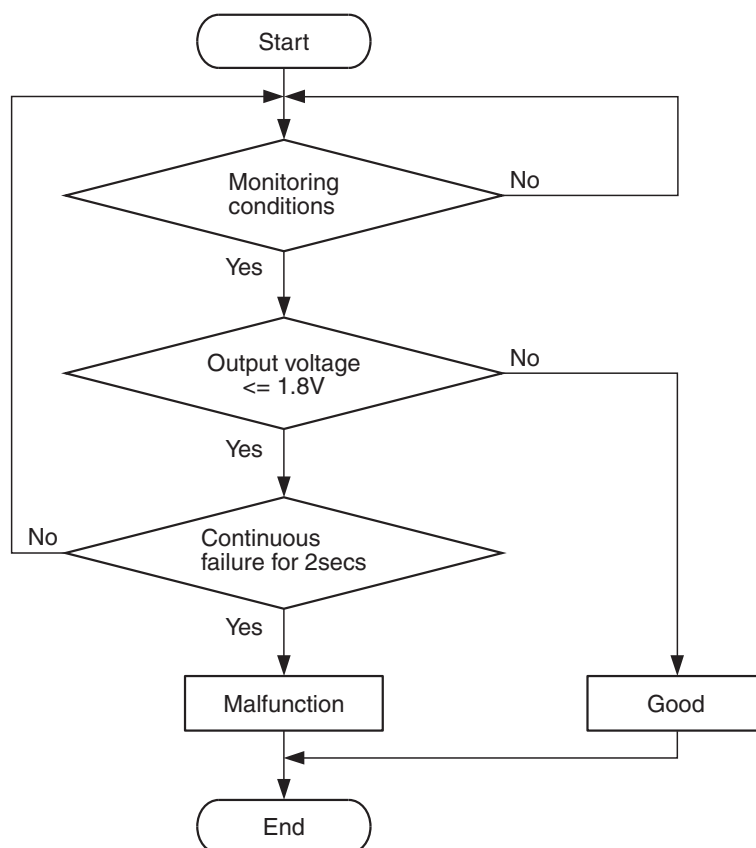 Start
Monitoring
conditions
No
Yes
Output voltage
<= 1.8V
No
Yes
Continuous
failure for 2secs
No
Yes
Malfunction
Good
End